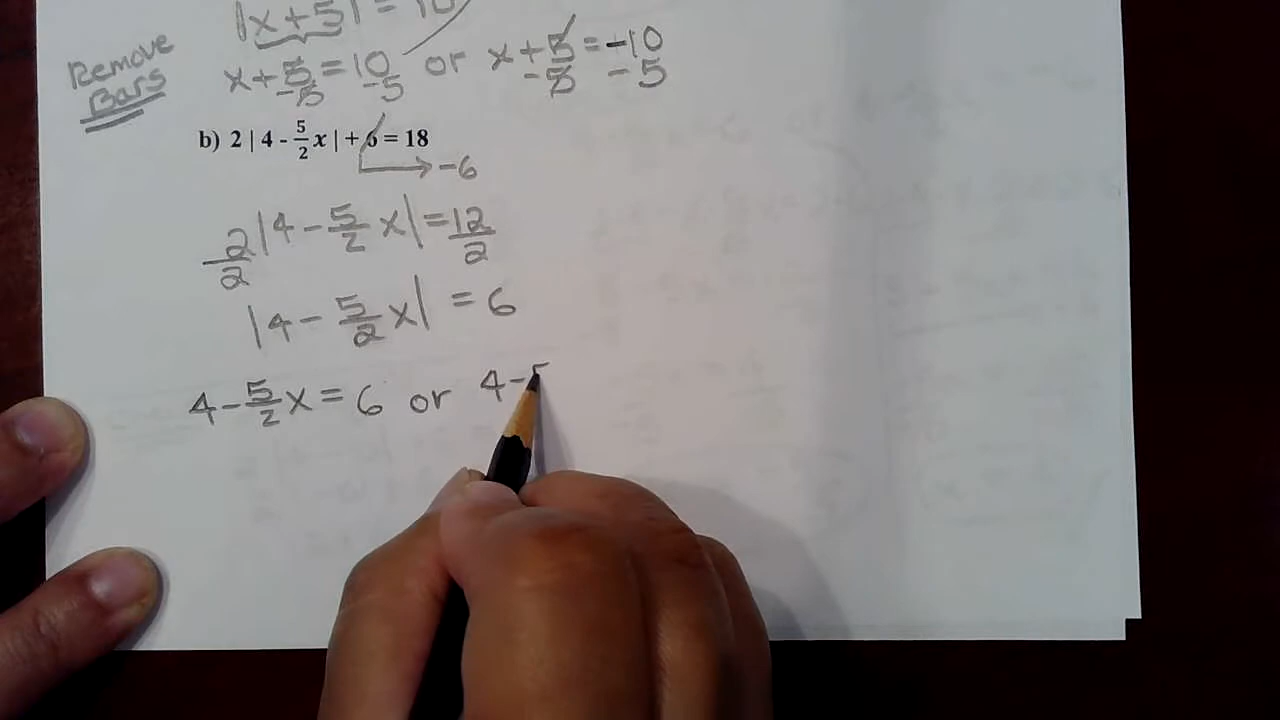 |x+5| = 10
Remove
Bars
x+5=10 or x+5=-10
-5 -5 -5 -5
b) 2 | 4 - 5/2 x | + 6 = 18
-6
2|4 - 5/2 x| = 12
2 2
|4 - 5/2 x| = 6
4 - 5/2 x = 6 or 4-5